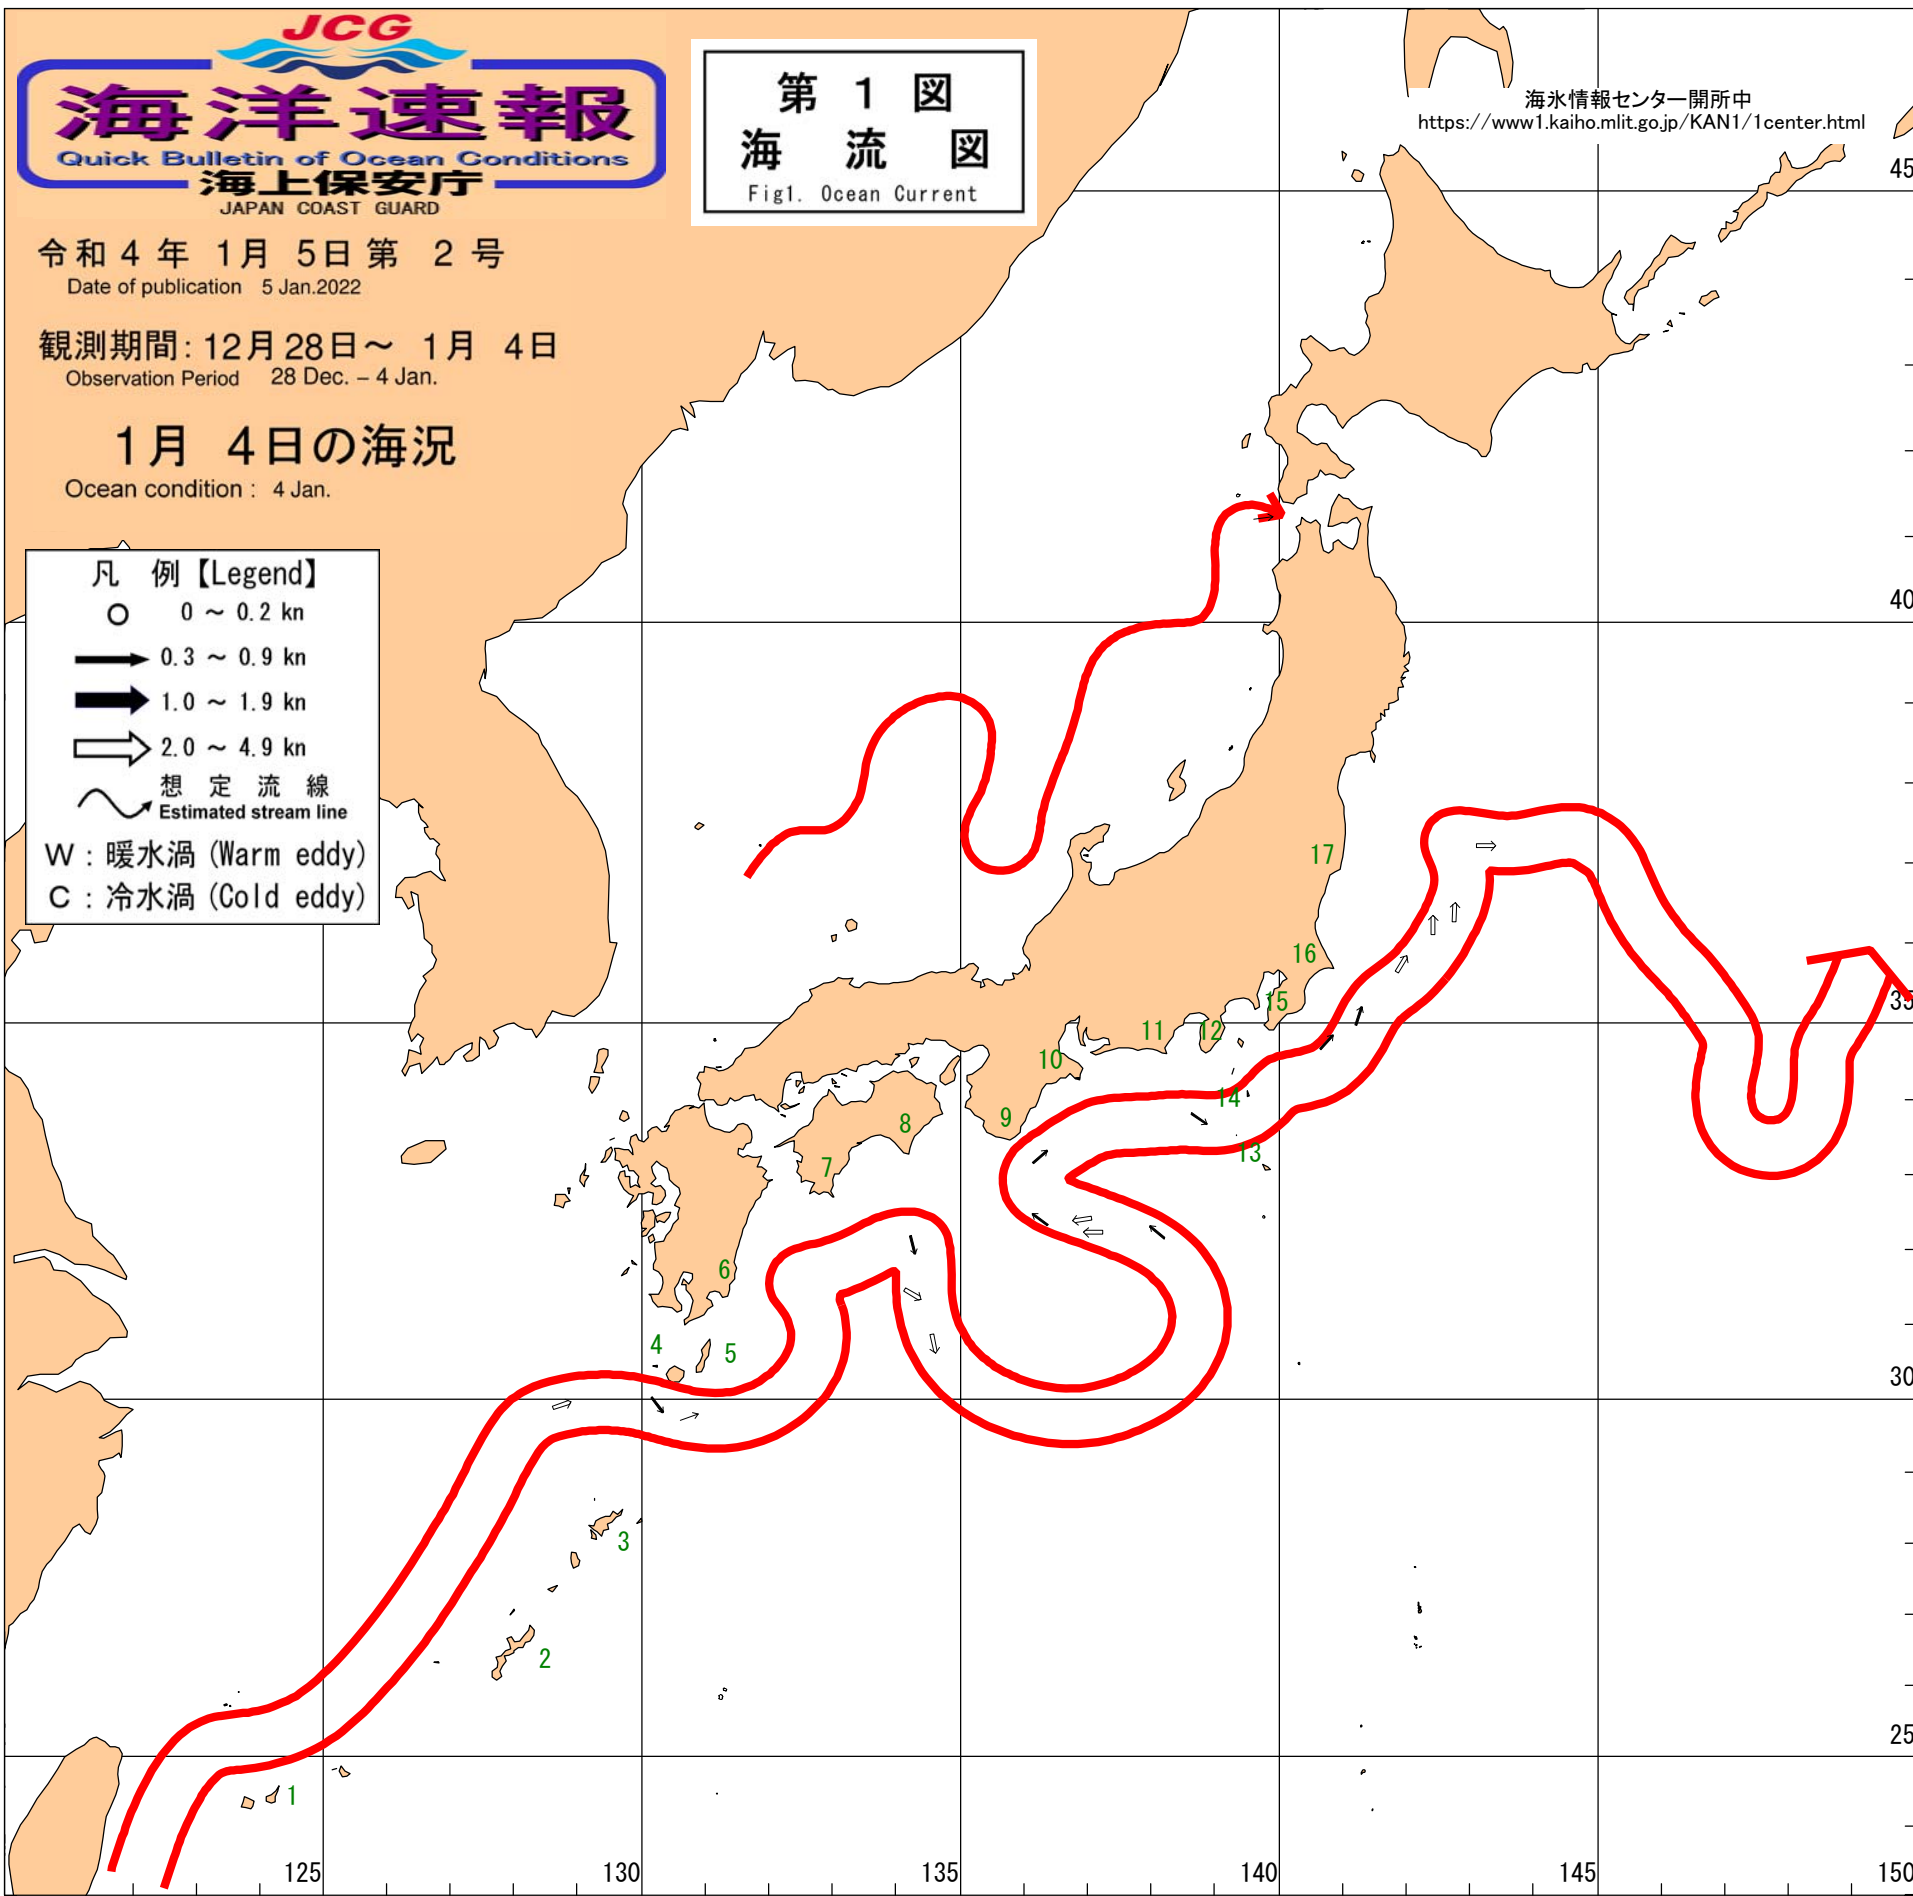 JCG
海洋速報
Quick Bulletin of Ocean Conditions
海上保安庁
JAPAN COAST GUARD
第 1 図
海 流 図
Fig1. Ocean Current
海氷情報センター開所中
https://www1.kaiho.mlit.go.jp/KAN1/1center.html
令和 4 年 1月 5日 第 2 号
Date of publication 5 Jan.2022
観測期間: 12月 28日～ 1月 4日
Observation Period 28 Dec. – 4 Jan.
1月 4日の海況
Ocean condition : 4 Jan.
凡 例【Legend】
0 ～ 0.2 kn
0.3 ～ 0.9 kn
1.0 ～ 1.9 kn
2.0 ～ 4.9 kn
想 定 流 線
Estimated stream line
W : 暖水渦 (Warm eddy)
C : 冷水渦 (Cold eddy)
45
40
35
30
25
17
16
15
12
11
10
14
9
8
13
7
6
4
5
3
2
1
125
130
135
140
145
150